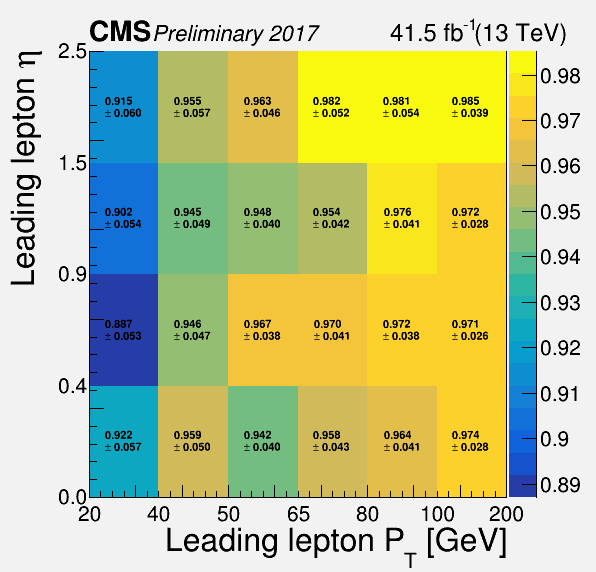 CMS Preliminary 2017 41.5 fb-1(13 TeV)
Leading lepton η
2.5
1.5
0.9
0.4
0.0
0.915 0.955 0.963 0.982 0.981 0.985
± 0.060 ± 0.057 ± 0.046 ± 0.052 ± 0.054 ± 0.039
0.902 0.945 0.948 0.954 0.976 0.972
± 0.054 ± 0.049 ± 0.040 ± 0.042 ± 0.041 ± 0.028
0.887 0.946 0.967 0.970 0.972 0.971
± 0.053 ± 0.047 ± 0.038 ± 0.041 ± 0.038 ± 0.026
0.922 0.959 0.942 0.958 0.964 0.974
± 0.057 ± 0.050 ± 0.040 ± 0.043 ± 0.041 ± 0.028
0.98
0.97
0.96
0.95
0.94
0.93
0.92
0.91
0.9
0.89
20 40 50 65 80 100 200
Leading lepton PT [GeV]